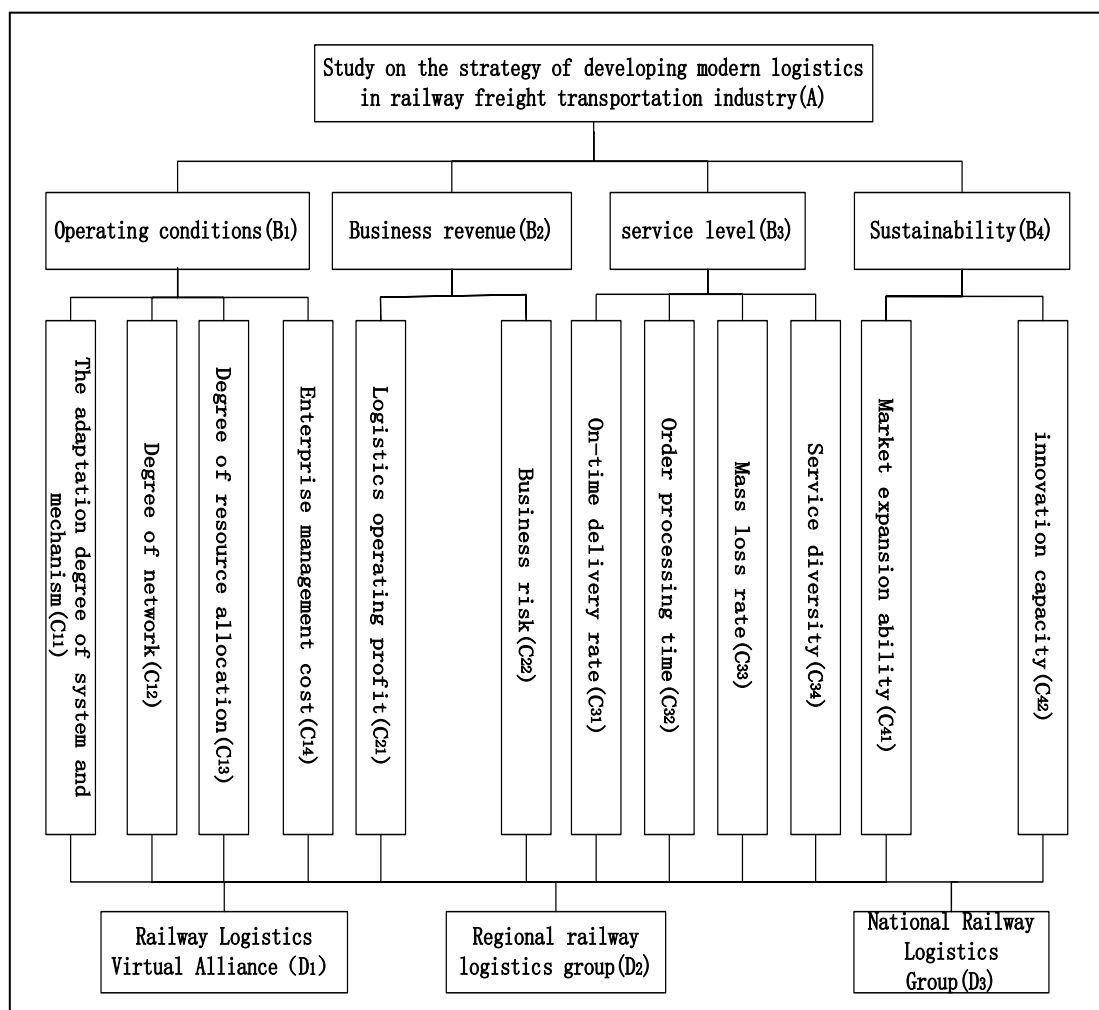 Study on the strategy of developing modern logistics
in railway freight transportation industry(A)
Operating conditions(B1)
Business revenue(B2)
service level(B3)
Sustainability(B4)
The adaptation degree of system and
mechanism(C11)
Degree of network(C12)
Degree of resource allocation(C13)
Enterprise management cost(C14)
Logistics operating profit(C21)
Business risk(C22)
On-time delivery rate(C31)
Order processing time(C32)
Mass loss rate(C33)
Service diversity(C34)
Market expansion ability(C41)
innovation capacity(C42)
Railway Logistics
Virtual Alliance (D1)
Regional railway
logistics group(D2)
National Railway
Logistics
Group(D3)